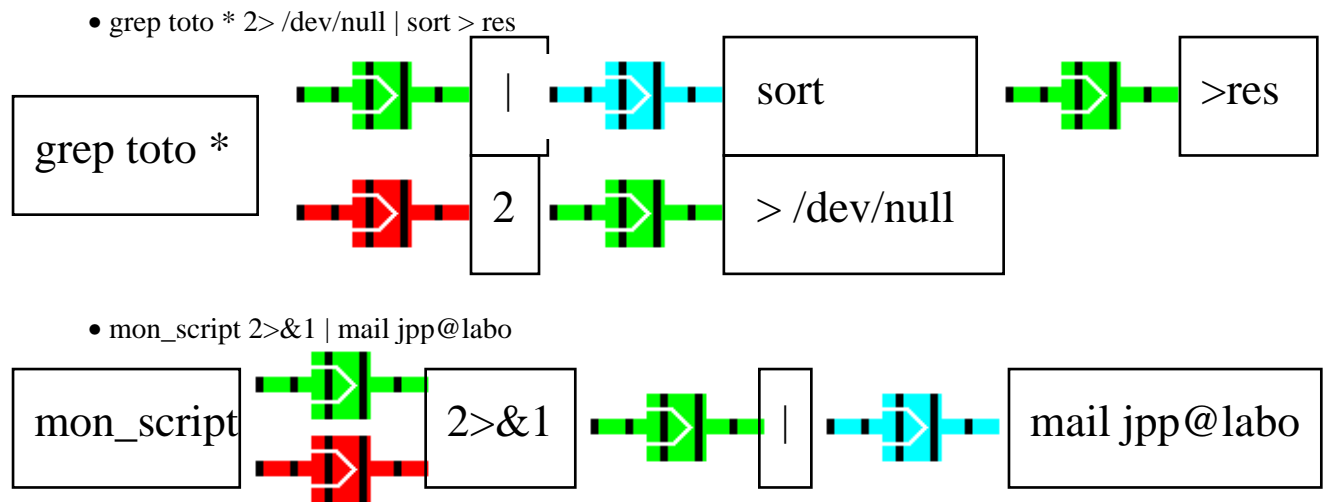 • grep toto * 2> /dev/null | sort > res
grep toto *
|
sort
>res
2
> /dev/null
• mon_script 2>&1 | mail jpp@labo
mon_script
2>&1
|
mail jpp@labo